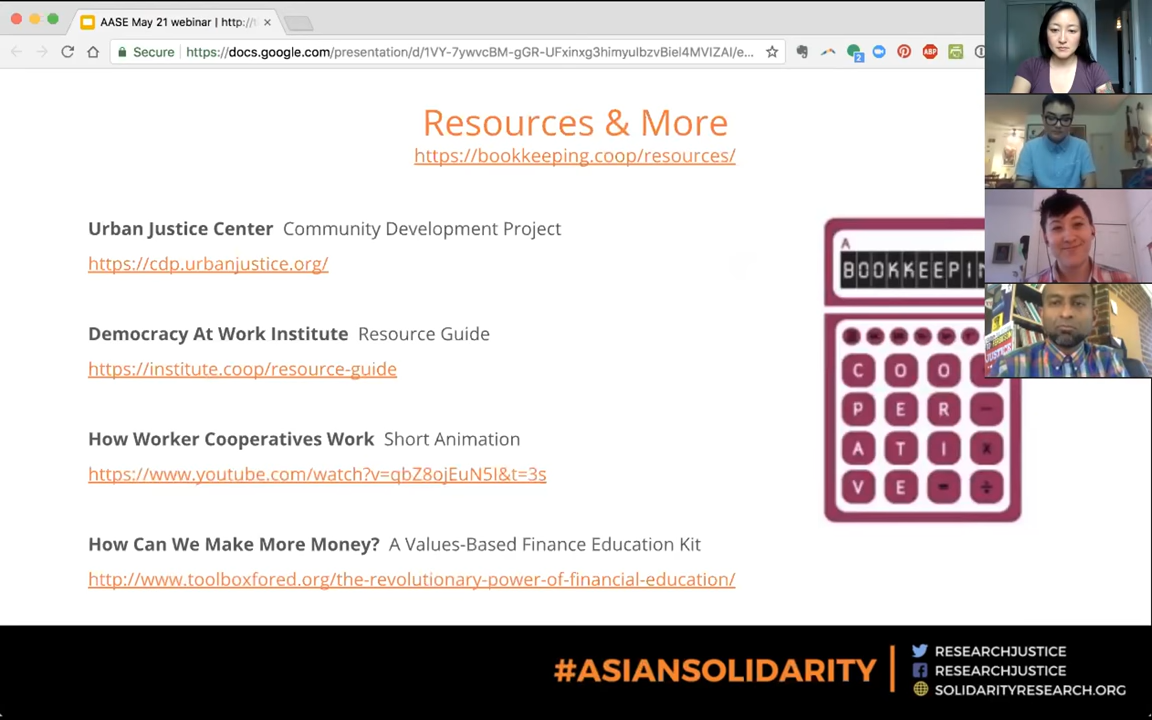 AASE May 21 webinar | http://
Secure
https://docs.google.com/presentation/d/1VY-7ywvcBM-gGR-UFxinxg3himyuIbzvBiel4MVIZAI/e...
2
ABP
Resources & More
https://bookkeeping.coop/resources/
Urban Justice Center Community Development Project
https://cdp.urbanjustice.org/
Democracy At Work Institute Resource Guide
https://institute.coop/resource-guide
How Worker Cooperatives Work Short Animation
https://www.youtube.com/watch?v=qbZ8ojEuN5I&t=3s
How Can We Make More Money? A Values-Based Finance Education Kit
http://www.toolboxfored.org/the-revolutionary-power-of-financial-education/
A
BOOKKEEPIN
C O O
P E R −
A T I x
V E = ÷
JUSTICE
#ASIANSOLIDARITY
RESEARCHJUSTICE
RESEARCHJUSTICE
SOLIDARITYRESEARCH.ORG